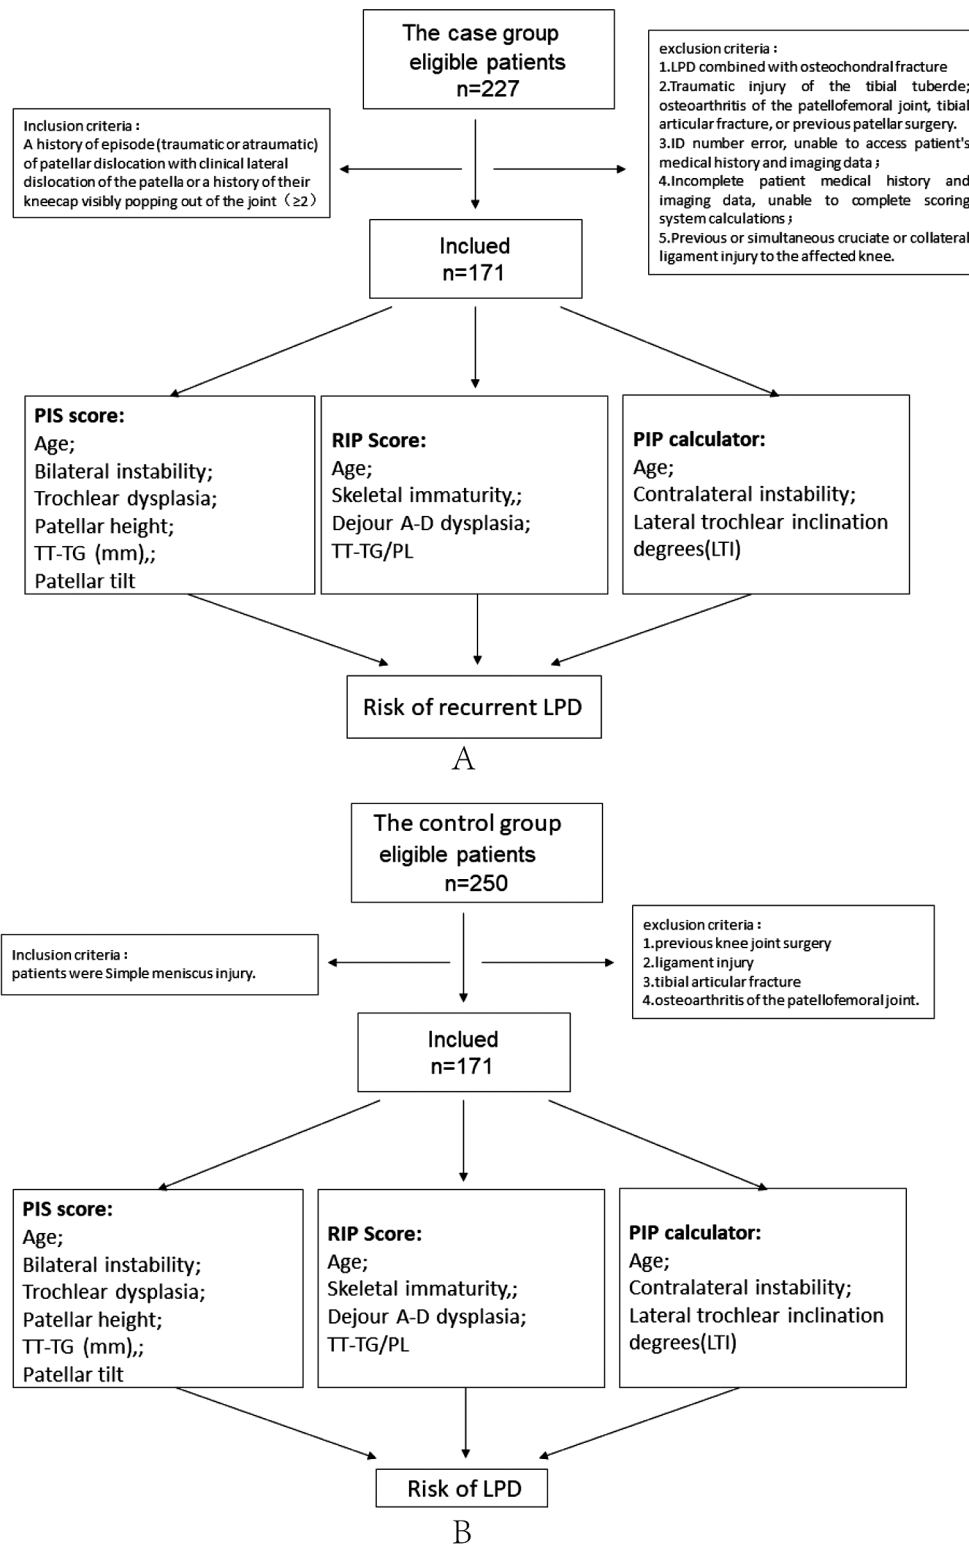 The case group
eligible patients
n=227
exclusion criteria：
1.LPD combined with osteochondral fracture
2.Traumatic injury of the tibial tubercle;
osteoarthritis of the patellofemoral joint, tibial
articular fracture, or previous patellar surgery.
3.ID number error, unable to access patient's
medical history and imaging data；
4.Incomplete patient medical history and
imaging data, unable to complete scoring
system calculations；
5.Previous or simultaneous cruciate or collateral
ligament injury to the affected knee.
Inclusion criteria：
A history of episode (traumatic or atraumatic)
of patellar dislocation with clinical lateral
dislocation of the patella or a history of their
kneecap visibly popping out of the joint（≥2）
Inclued
n=171
PIS score:
Age;
Bilateral instability;
Trochlear dysplasia;
Patellar height;
TT-TG (mm),;
Patellar tilt
RIP Score:
Age;
Skeletal immaturity,;
Dejour A-D dysplasia;
TT-TG/PL
PIP calculator:
Age;
Contralateral instability;
Lateral trochlear inclination
degrees(LTI)
Risk of recurrent LPD
A
The control group
eligible patients
n=250
exclusion criteria：
1.previous knee joint surgery
2.ligament injury
3.tibial articular fracture
4.osteoarthritis of the patellofemoral joint.
Inclusion criteria：
patients were Simple meniscus injury.
Inclued
n=171
PIS score:
Age;
Bilateral instability;
Trochlear dysplasia;
Patellar height;
TT-TG (mm),;
Patellar tilt
RIP Score:
Age;
Skeletal immaturity,;
Dejour A-D dysplasia;
TT-TG/PL
PIP calculator:
Age;
Contralateral instability;
Lateral trochlear inclination
degrees(LTI)
Risk of LPD
B